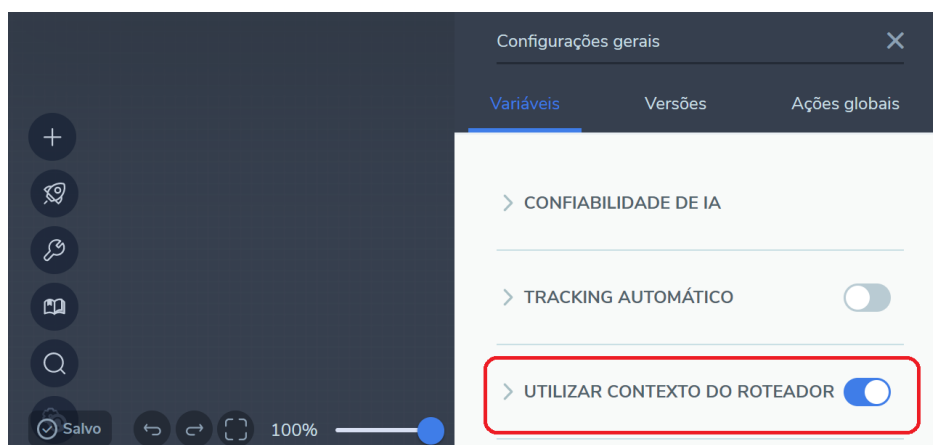 Configurações gerais
Variáveis Versões Ações globais
CONFIABILIDADE DE IA
TRACKING AUTOMÁTICO
UTILIZAR CONTEXTO DO ROTEADOR
Salvo 100%